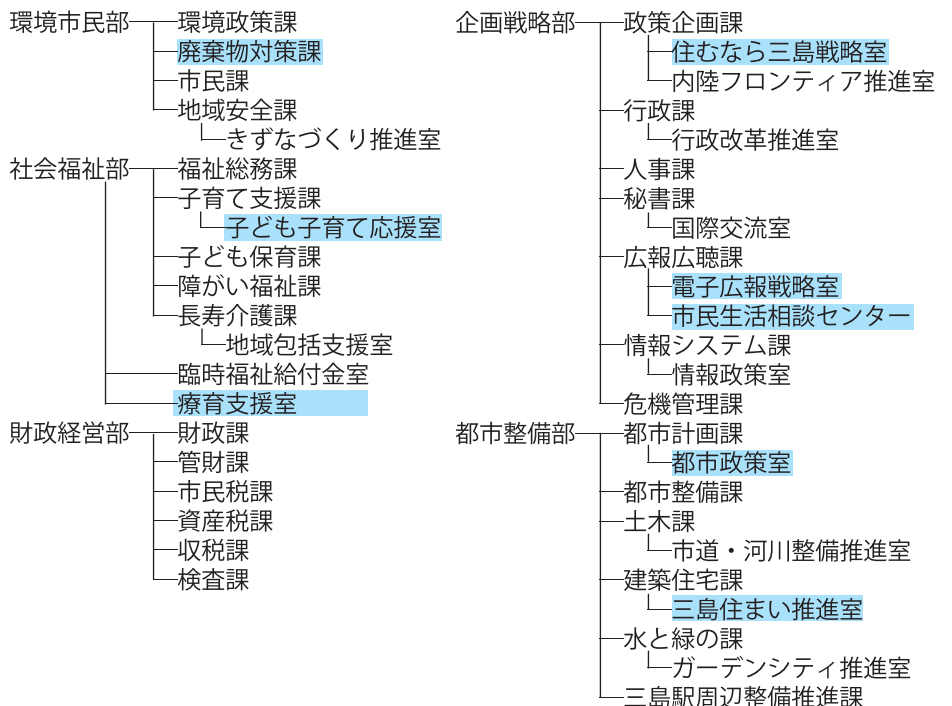 環境市民部 環境政策課
廃棄物対策課
市民課
地域安全課
きずなづくり推進室
社会福祉部 福祉総務課
子育て支援課
子ども子育て応援室
子ども保育課
障がい福祉課
長寿介護課
地域包括支援室
臨時福祉給付金室
療育支援室
財政経営部 財政課
管財課
市民税課
資産税課
収税課
検査課
企画戦略部 政策企画課
住むなら三島戦略室
内陸フロンティア推進室
行政課
行政改革推進室
人事課
秘書課
国際交流室
広報広聴課
電子広報戦略室
市民生活相談センター
情報システム課
情報政策室
危機管理課
都市整備部 都市計画課
都市政策室
都市整備課
土木課
市道・河川整備推進室
建築住宅課
三島住まい推進室
水と緑の課
ガーデンシティ推進室
三島駅周辺整備推進課